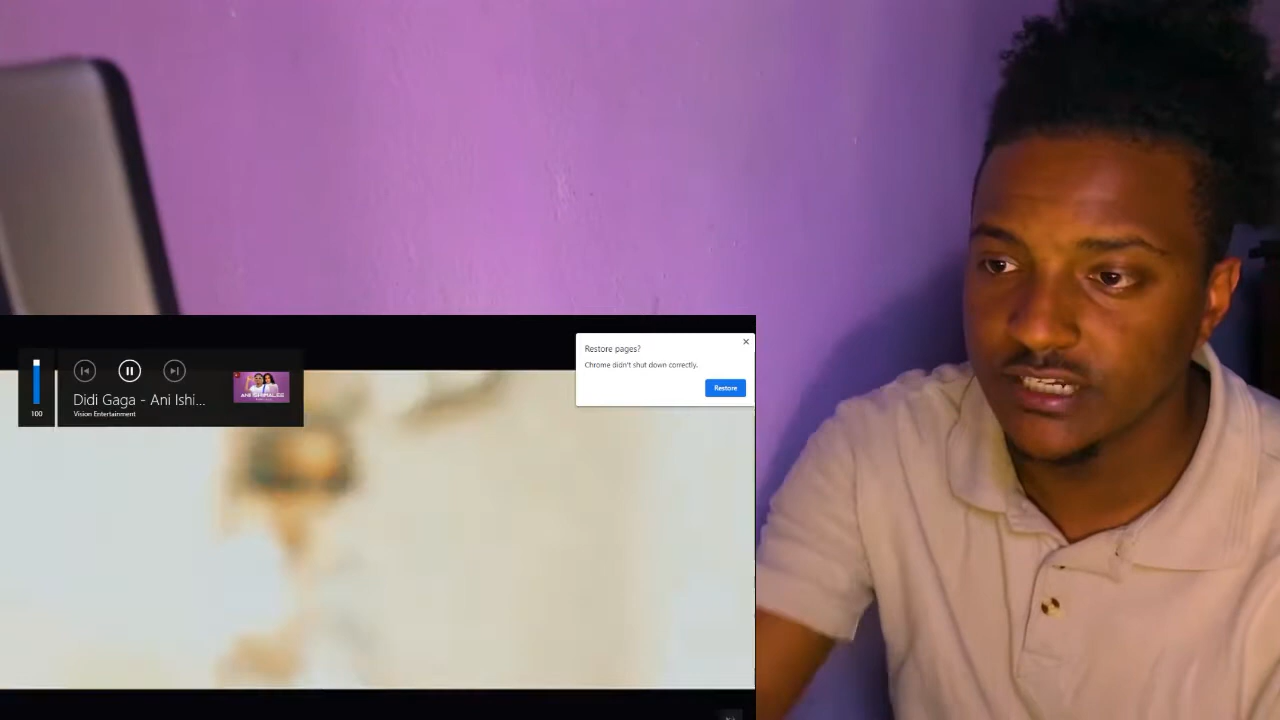 Restore pages?
Chrome didn't shut down correctly.
Restore
100
Didi Gaga - Ani Ishi...
Vision Entertainment